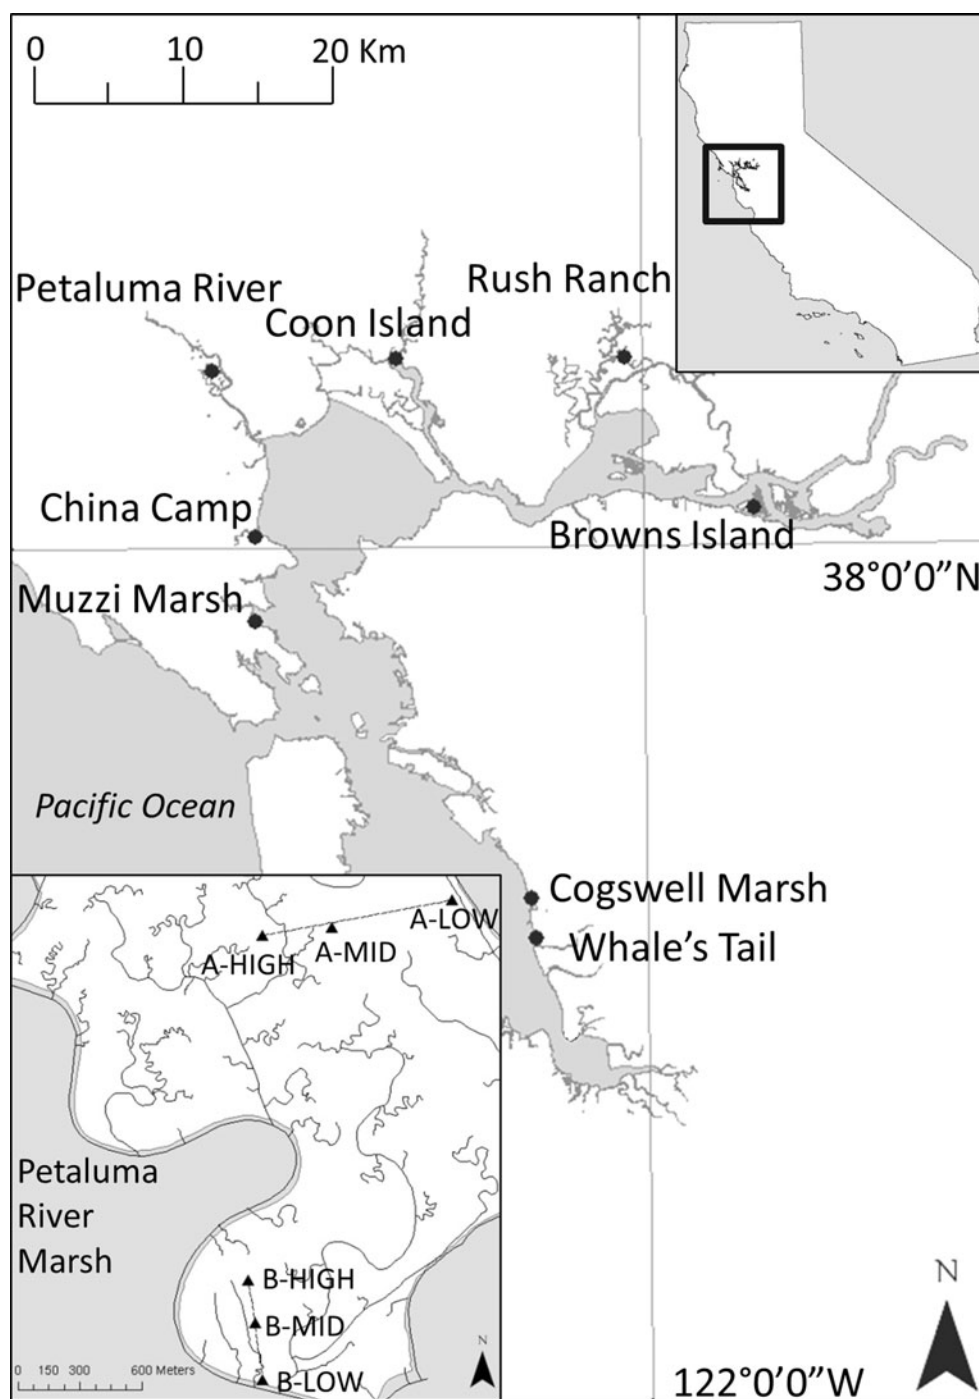 0 10 20 Km
Petaluma River
Coon Island
Rush Ranch
China Camp
Browns Island
38°0’0”N
Muzzi Marsh
Pacific Ocean
Cogswell Marsh
Whale’s Tail
A-LOW
A-MID
A-HIGH
Petaluma
River
Marsh
B-HIGH
B-MID
B-LOW
0 150 300 600 Meters
N
N
122°0’0”W